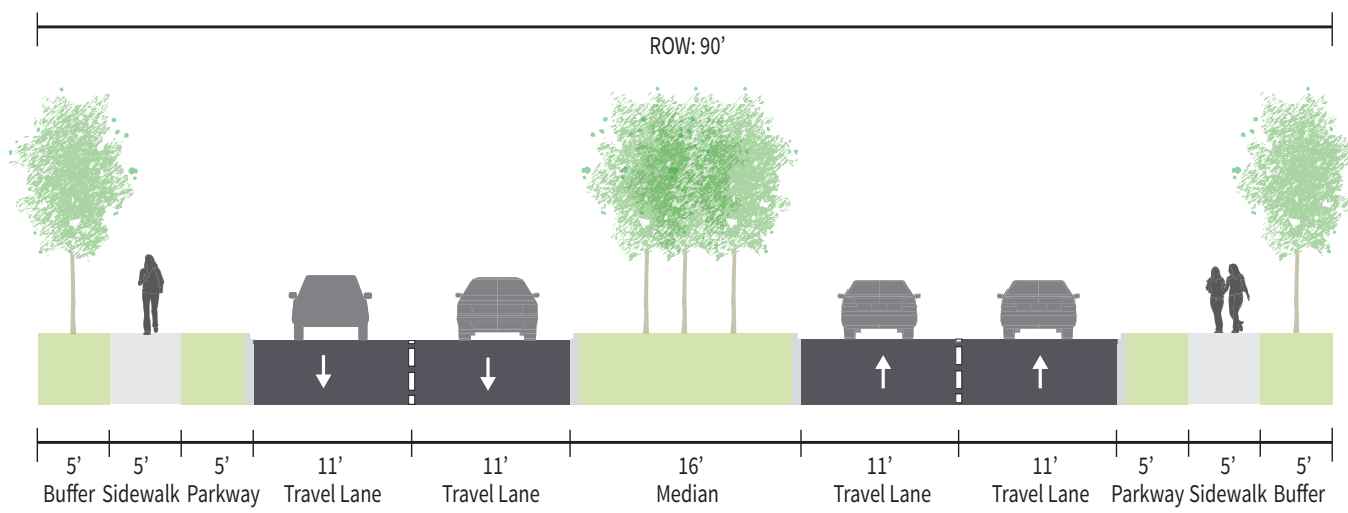 ROW: 90’
5’ 5’ 5’ 11’ 11’ 16’ 11’ 11’ 5’ 5’ 5’
Buffer Sidewalk Parkway Travel Lane Travel Lane Median Travel Lane Travel Lane Parkway Sidewalk Buffer